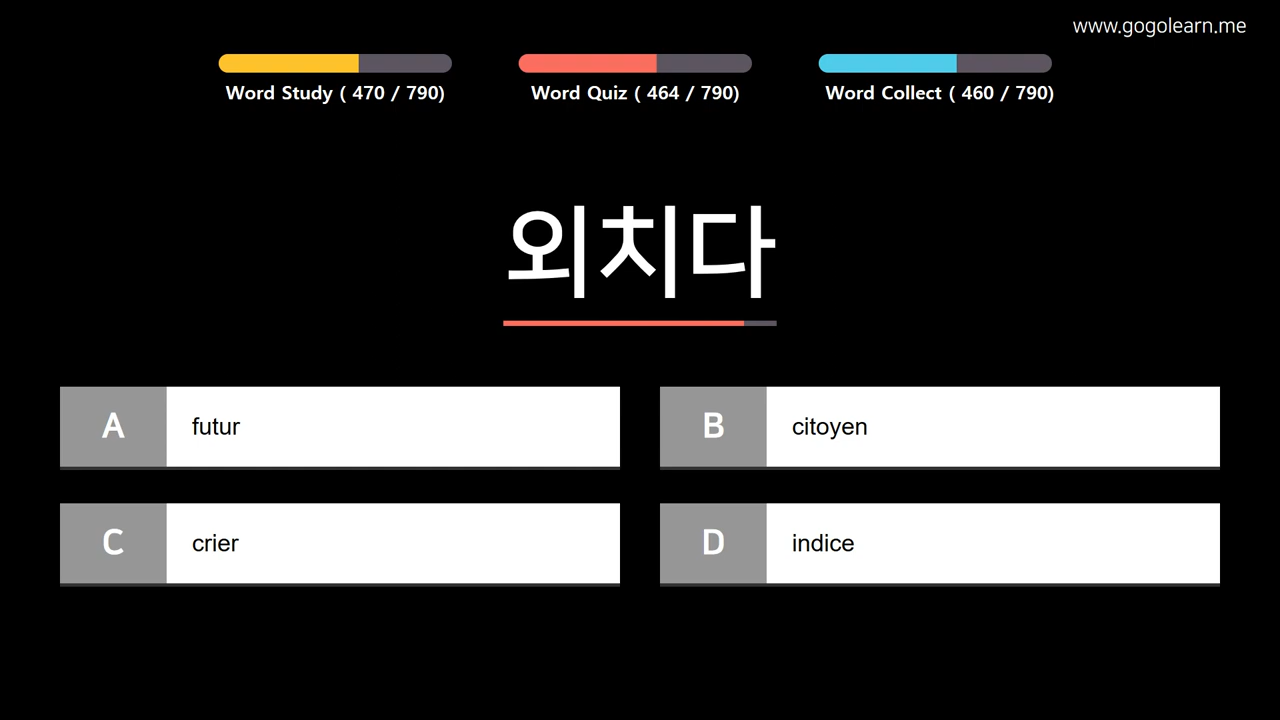 www.gogolearn.me
Word Study ( 470 / 790)
Word Quiz ( 464 / 790)
Word Collect ( 460 / 790)
외치다
A futur
B citoyen
C crier
D indice